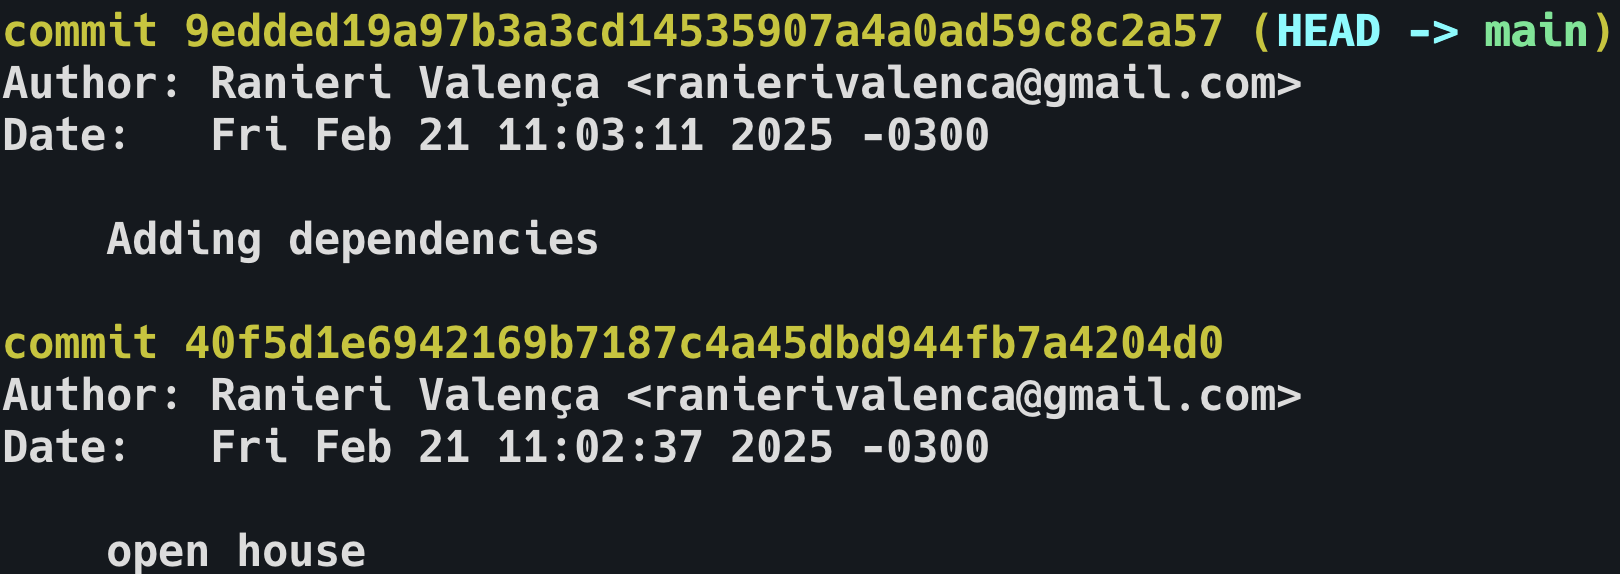 commit 9edded19a97b3a3cd14535907a4a0ad59c8c2a57 (HEAD -> main)
Author: Ranieri Valença <ranierivalenca@gmail.com>
Date:   Fri Feb 21 11:03:11 2025 -0300
    Adding dependencies
commit 40f5d1e6942169b7187c4a45dbd944fb7a4204d0
Author: Ranieri Valença <ranierivalenca@gmail.com>
Date:   Fri Feb 21 11:02:37 2025 -0300
    open house